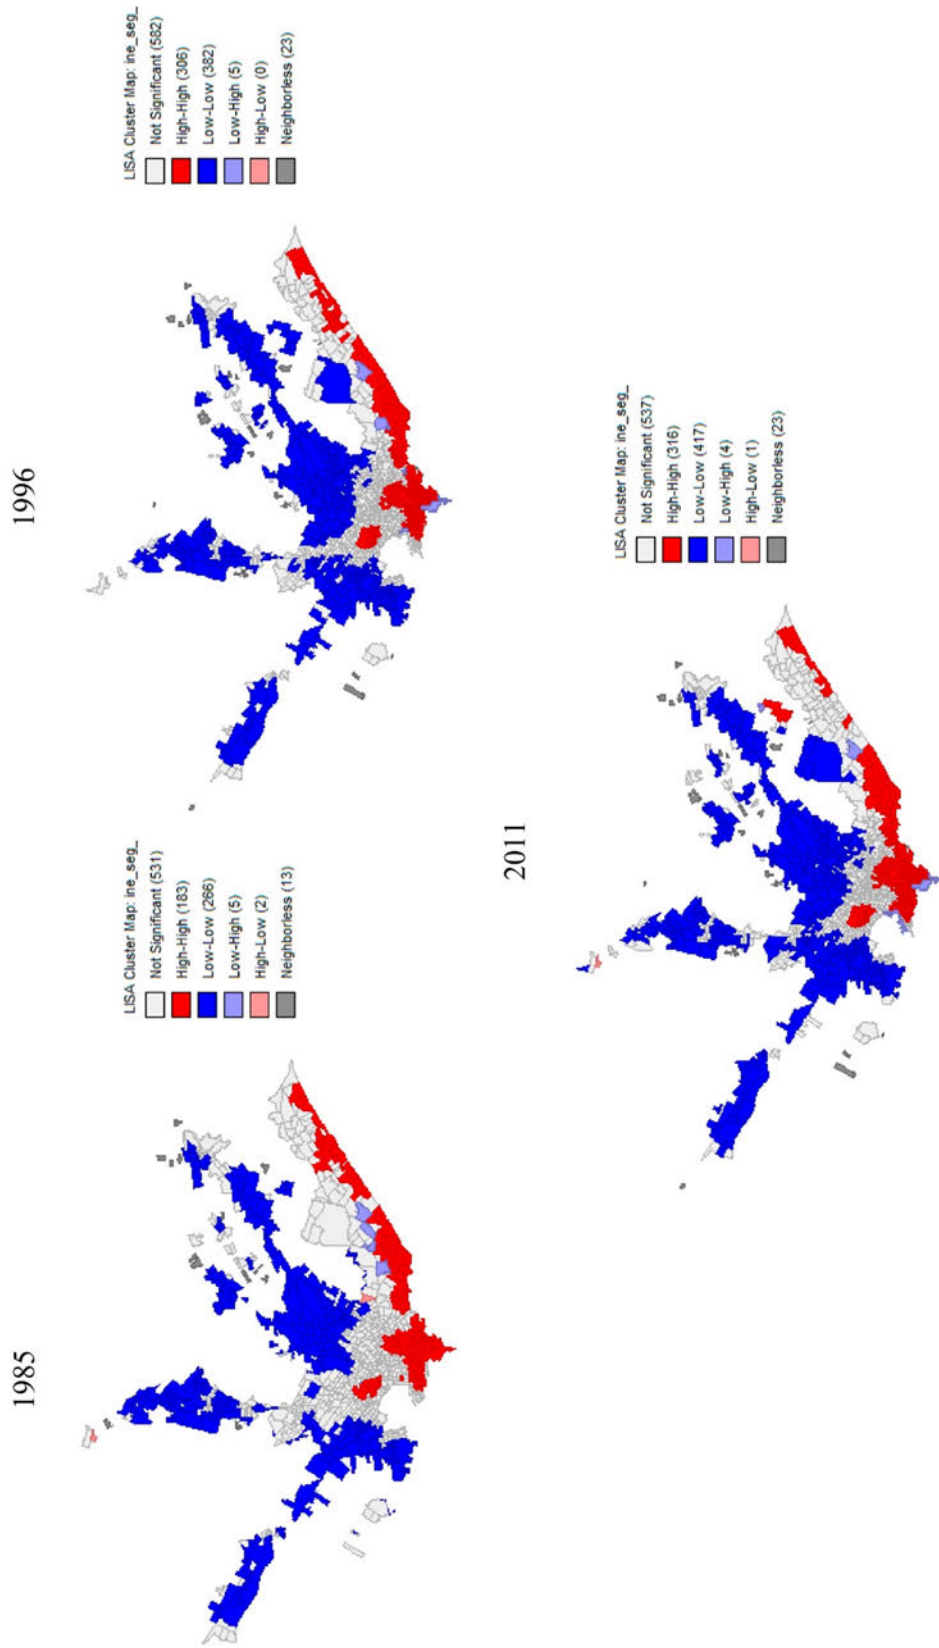 1985
LISA Cluster Map: ine_seg_
Not Significant (531)
High-High (183)
Low-Low (266)
Low-High (5)
High-Low (2)
Neighborless (13)
1996
LISA Cluster Map: ine_seg_
Not Significant (582)
High-High (306)
Low-Low (382)
Low-High (5)
High-Low (0)
Neighborless (23)
2011
LISA Cluster Map: ine_seg_
Not Significant (537)
High-High (316)
Low-Low (417)
Low-High (4)
High-Low (1)
Neighborless (23)